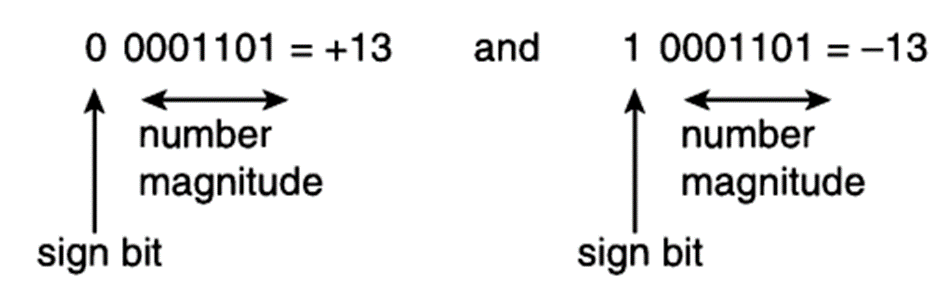 0 0001101 = +13 and 1 0001101 = –13
number number
magnitude magnitude
sign bit sign bit